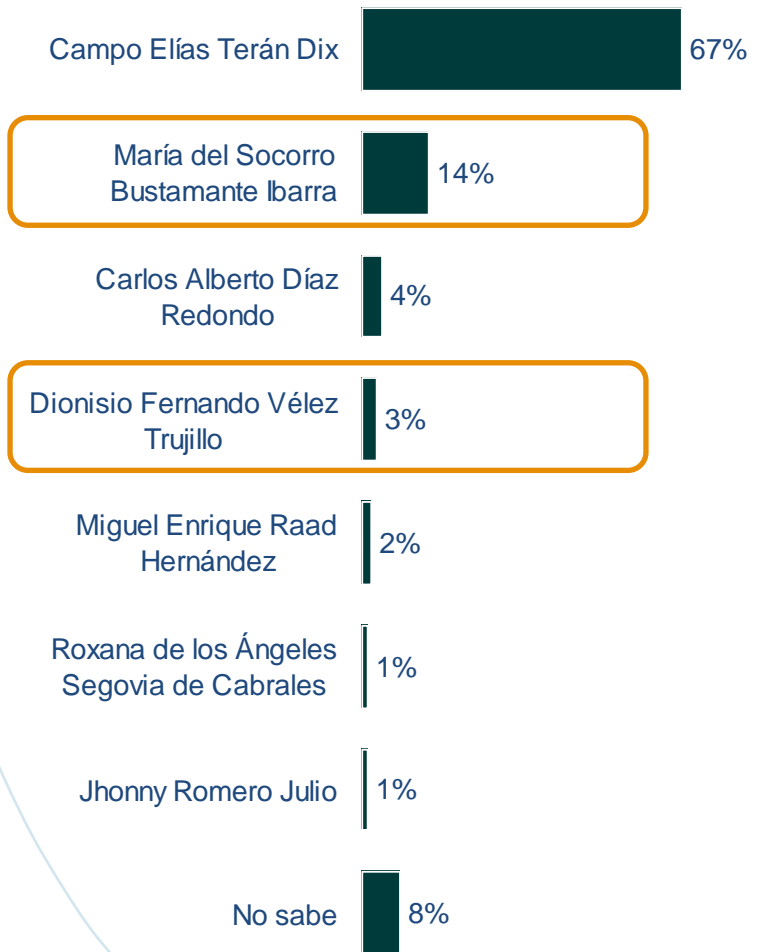 Campo Elías Terán Dix 67%
María del Socorro
Bustamante Ibarra 14%
Carlos Alberto Díaz
Redondo 4%
Dionisio Fernando Vélez
Trujillo 3%
Miguel Enrique Raad
Hernández 2%
Roxana de los Ángeles
Segovia de Cabrales 1%
Jhonny Romero Julio 1%
No sabe 8%